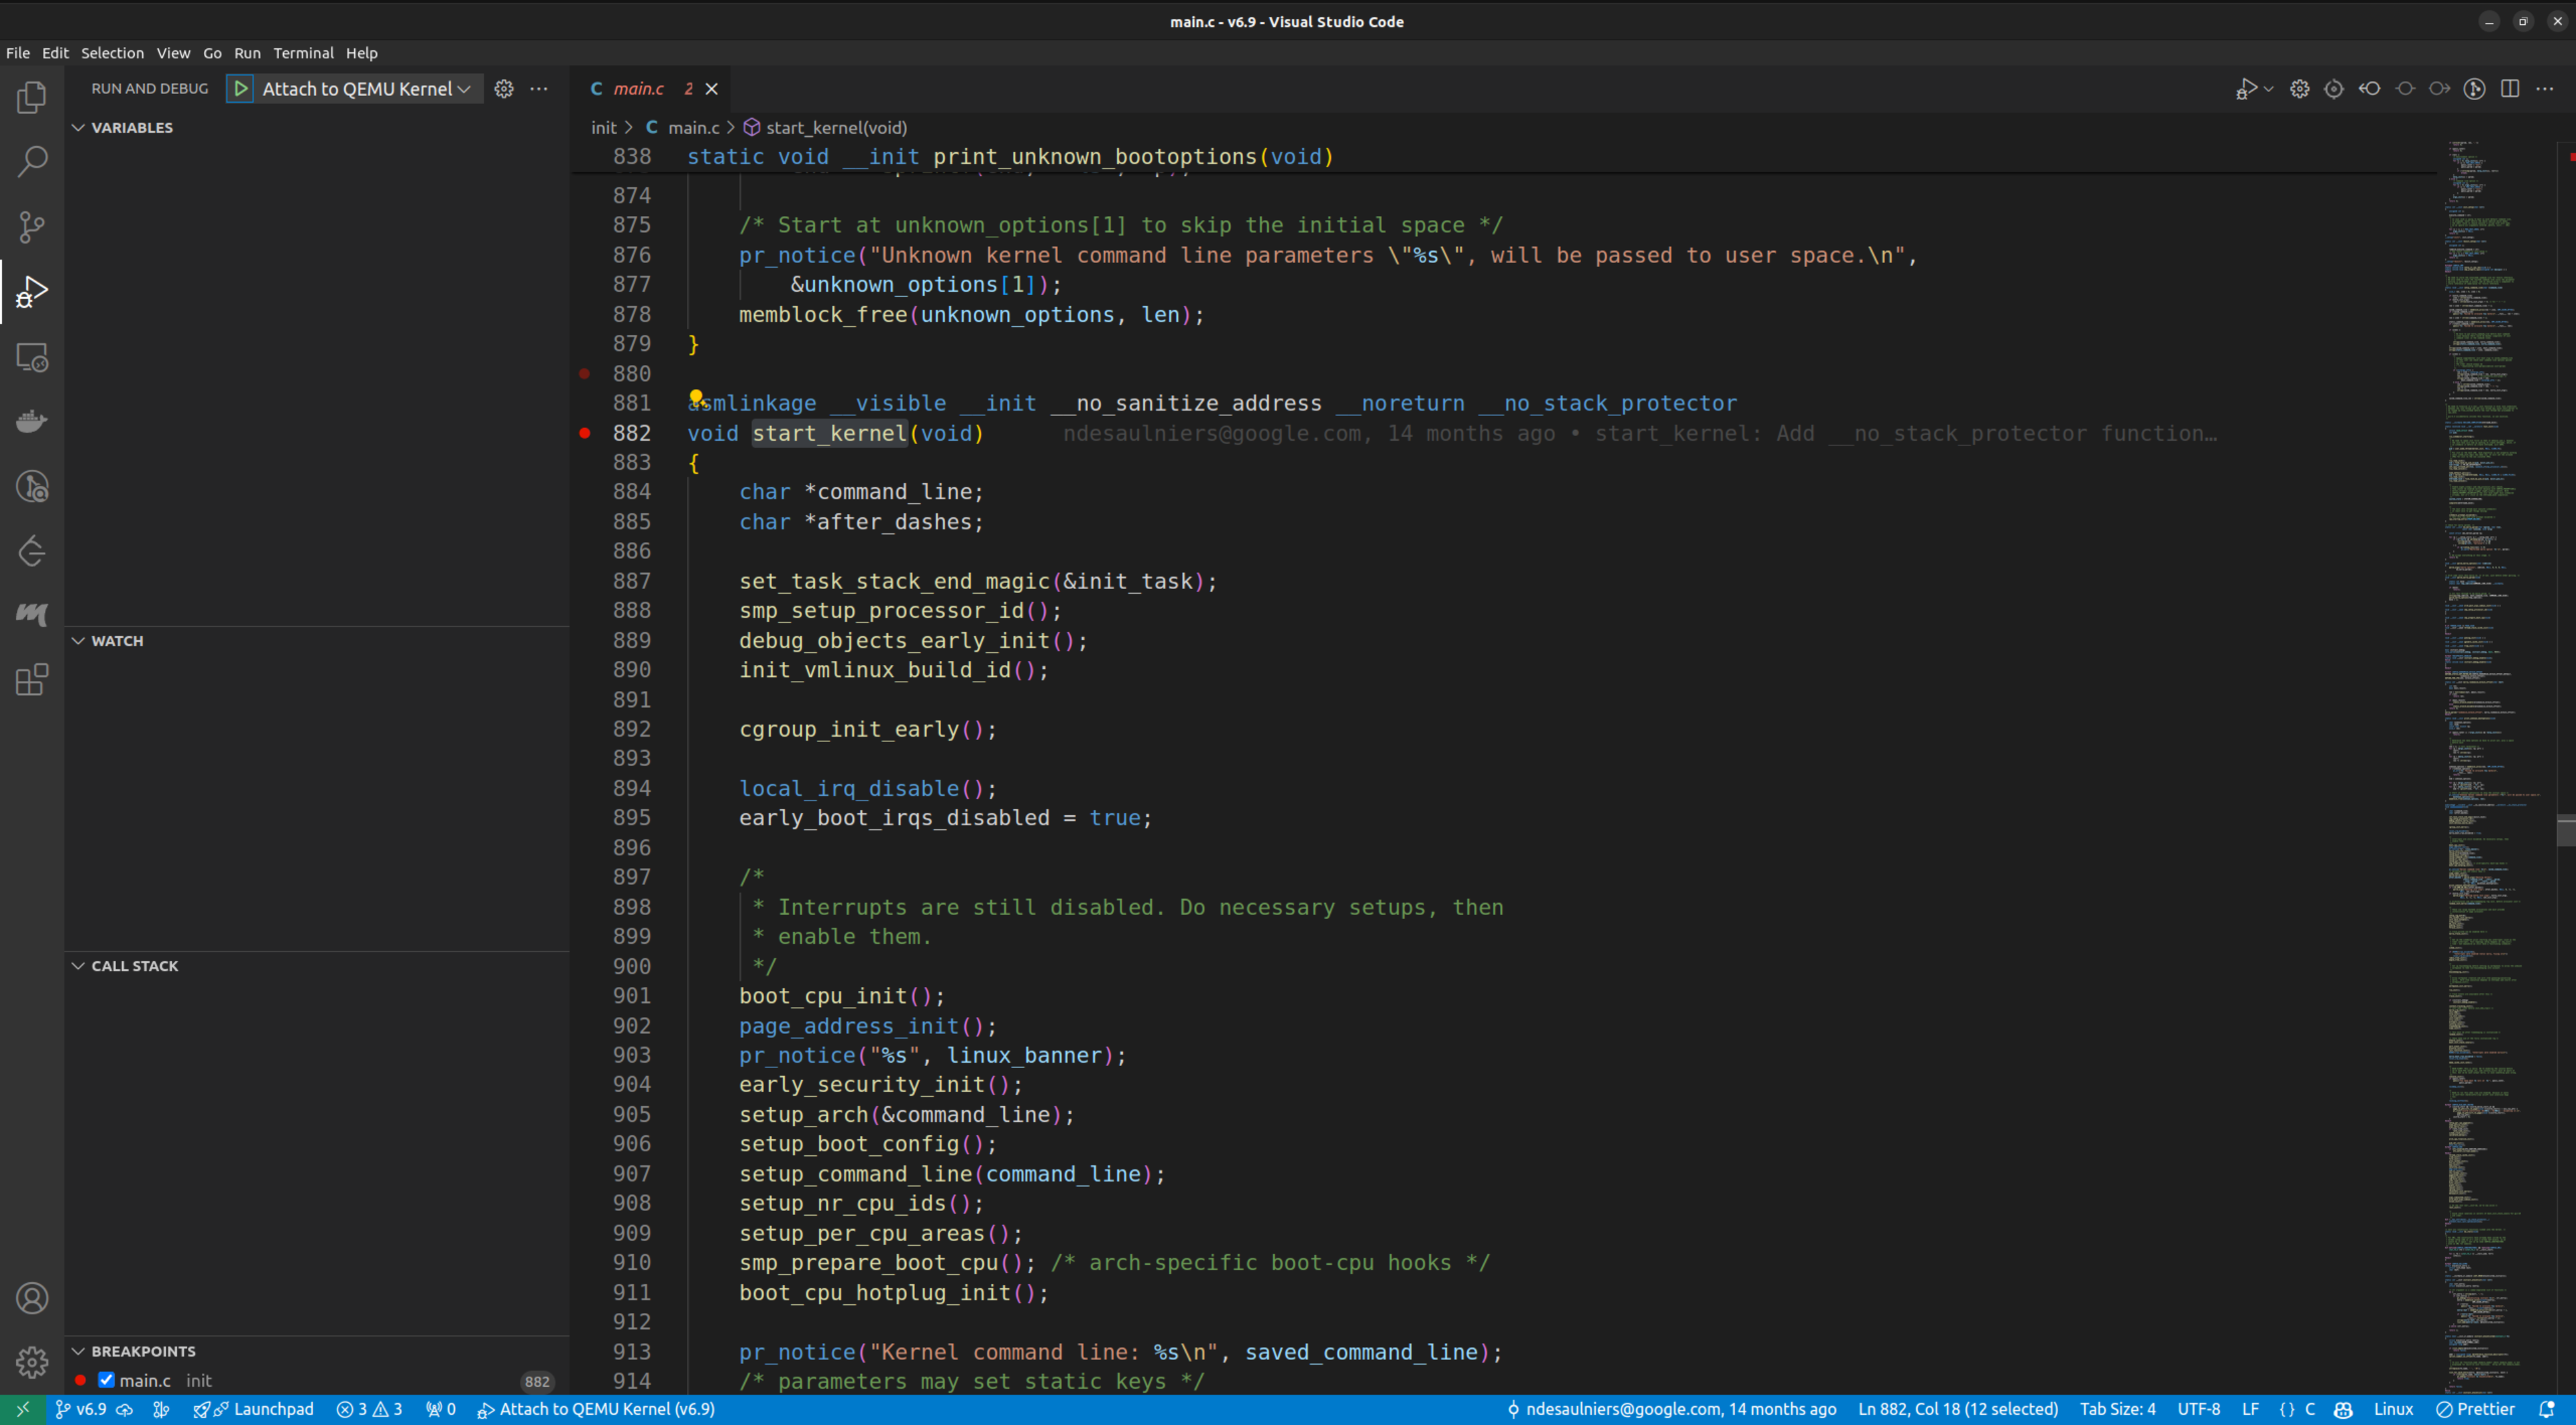 main.c - v6.9 - Visual Studio Code
File Edit Selection View Go Run Terminal Help
RUN AND DEBUG Attach to QEMU Kernel
VARIABLES
WATCH
CALL STACK
BREAKPOINTS
main.c init 882
main.c 2
init > C main.c > start_kernel(void)
838 static void __init print_unknown_bootoptions(void)
874
875 /* Start at unknown_options[1] to skip the initial space */
876 pr_notice("Unknown kernel command line parameters \"%s\", will be passed to user space.\n",
877 &unknown_options[1]);
878 memblock_free(unknown_options, len);
879 }
880
881 asmlinkage __visible __init __no_sanitize_address __noreturn __no_stack_protector
882 void start_kernel(void) ndesaulniers@google.com, 14 months ago • start_kernel: Add __no_stack_protector function…
883 {
884 char *command_line;
885 char *after_dashes;
886
887 set_task_stack_end_magic(&init_task);
888 smp_setup_processor_id();
889 debug_objects_early_init();
890 init_vmlinux_build_id();
891
892 cgroup_init_early();
893
894 local_irq_disable();
895 early_boot_irqs_disabled = true;
896
897 /*
898 * Interrupts are still disabled. Do necessary setups, then
899 * enable them.
900 */
901 boot_cpu_init();
902 page_address_init();
903 pr_notice("%s", linux_banner);
904 early_security_init();
905 setup_arch(&command_line);
906 setup_boot_config();
907 setup_command_line(command_line);
908 setup_nr_cpu_ids();
909 setup_per_cpu_areas();
910 smp_prepare_boot_cpu(); /* arch-specific boot-cpu hooks */
911 boot_cpu_hotplug_init();
912
913 pr_notice("Kernel command line: %s\n", saved_command_line);
914 /* parameters may set static keys */
v6.9 Launchpad 3 3 0 Attach to QEMU Kernel (v6.9) ndesaulniers@google.com, 14 months ago Ln 882, Col 18 (12 selected) Tab Size: 4 UTF-8 LF {} C Linux Prettier